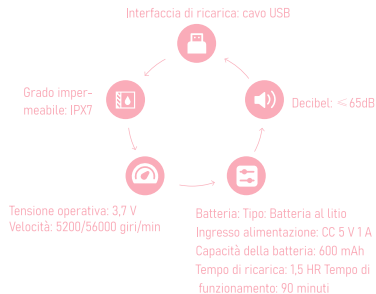 Interfaccia di ricarica: cavo USB
Grado imper-
meabile: IPX7
Decibel: ≤65dB
Tensione operativa: 3,7 V
Velocità: 5200/56000 giri/min
Batteria: Tipo: Batteria al litio
Ingresso alimentazione: CC 5 V 1 A
Capacità della batteria: 600 mAh
Tempo di ricarica: 1,5 HR Tempo di
funzionamento: 90 minuti